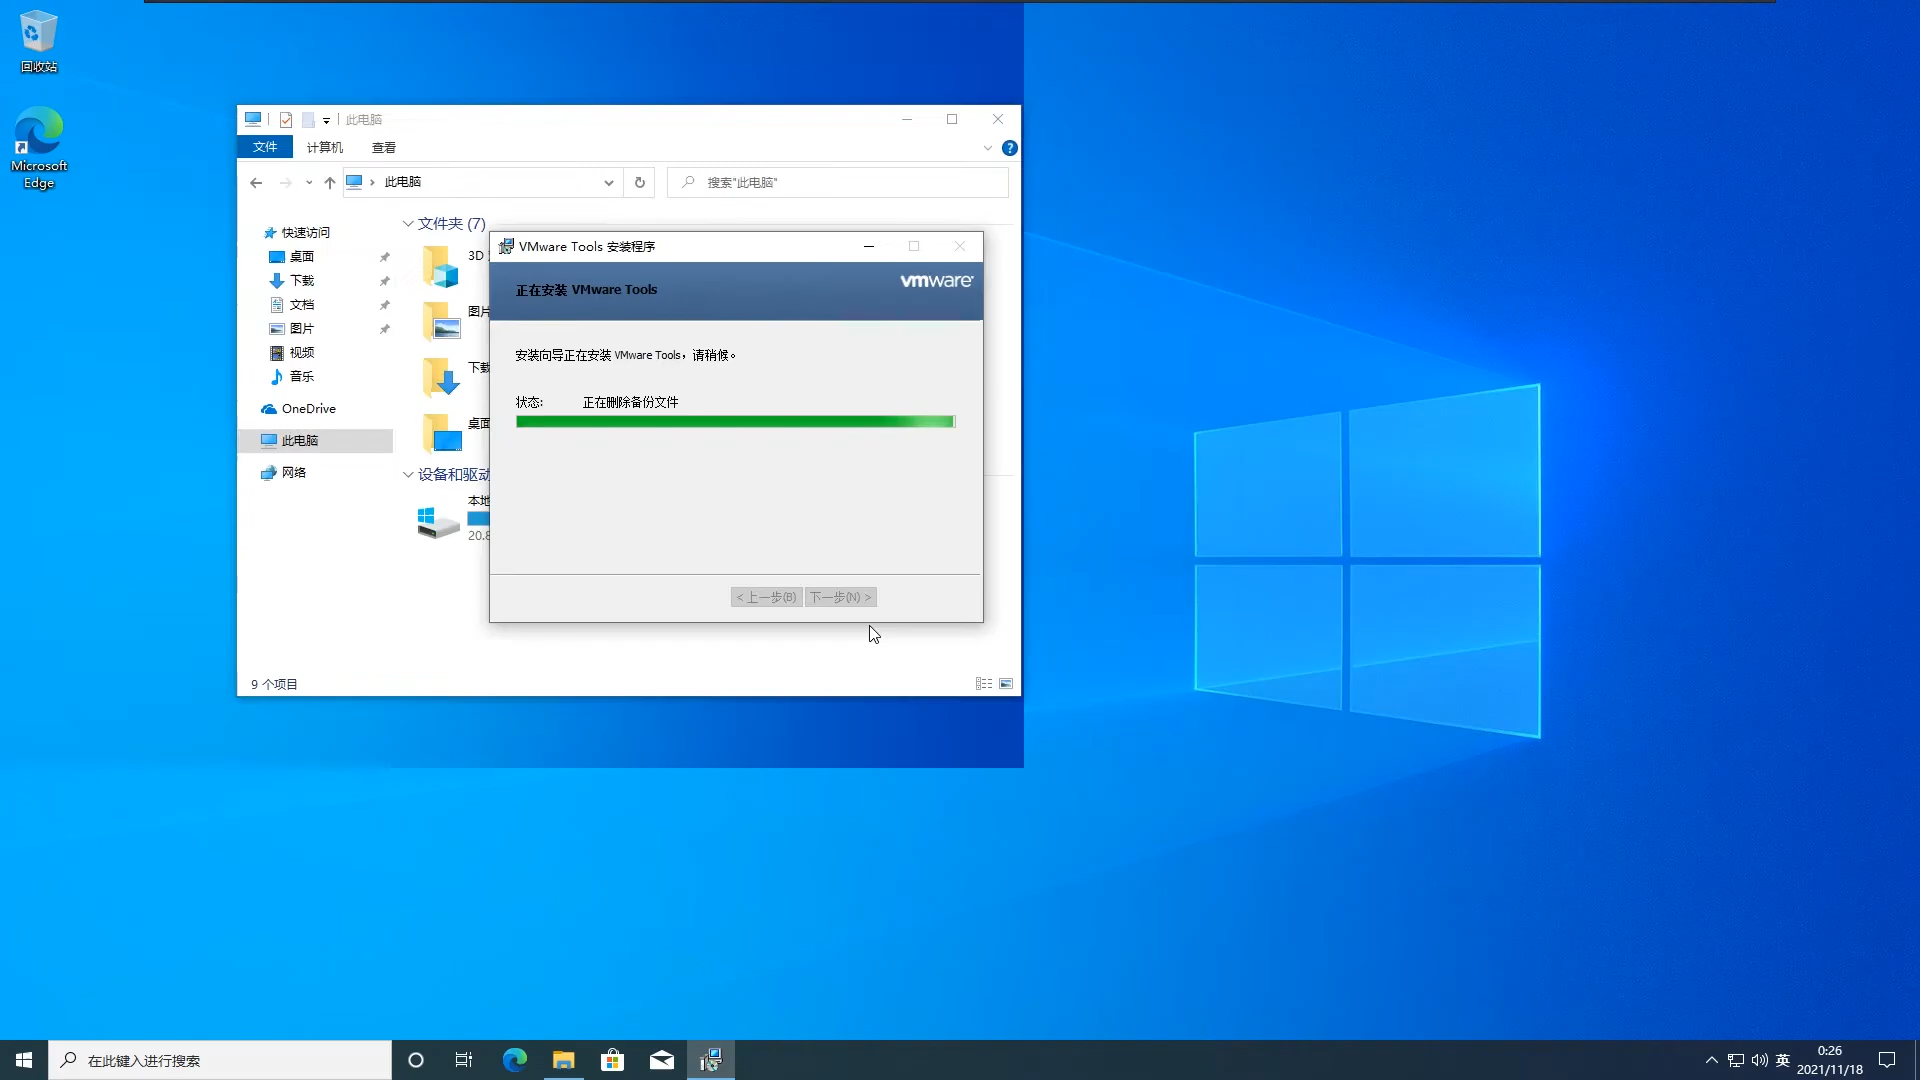 回收站
Microsoft
Edge
此电脑
文件
计算机
查看
此电脑
搜索"此电脑"
快速访问
桌面
下载
文档
图片
视频
音乐
OneDrive
此电脑
网络
文件夹 (7)
3D
图片
下载
桌面
设备和驱动
本地
20.8
9 个项目
VMware Tools 安装程序
正在安装 VMware Tools
vmware
安装向导正在安装 VMware Tools，请稍候。
状态: 正在删除备份文件
< 上一步(B)
下一步(N) >
在此键入进行搜索
英
0:26
2021/11/18